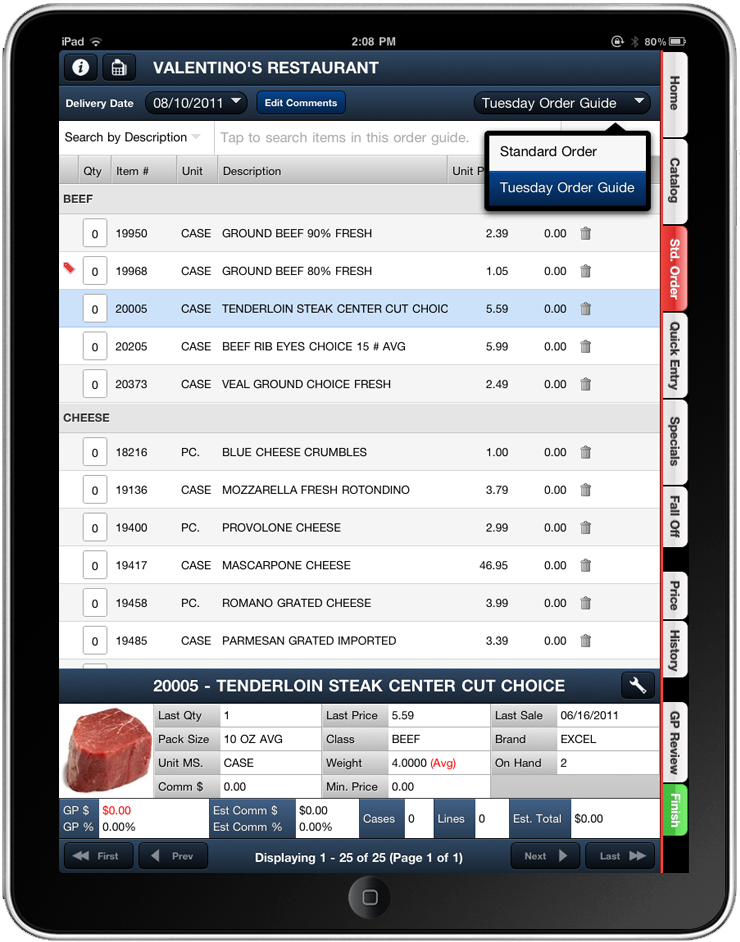 iPad 2:08 PM 80%
VALENTINO'S RESTAURANT
Delivery Date 08/10/2011 Edit Comments Tuesday Order Guide
Search by Description Tap to search items in this order guide.
Standard Order
Tuesday Order Guide
Qty Item # Unit Description Unit P
BEEF
0 19950 CASE GROUND BEEF 90% FRESH 2.39 0.00
0 19968 CASE GROUND BEEF 80% FRESH 1.05 0.00
0 20005 CASE TENDERLOIN STEAK CENTER CUT CHOIC 5.59 0.00
0 20205 CASE BEEF RIB EYES CHOICE 15 # AVG 5.99 0.00
0 20373 CASE VEAL GROUND CHOICE FRESH 2.49 0.00
CHEESE
0 18216 PC. BLUE CHEESE CRUMBLES 1.00 0.00
0 19136 CASE MOZZARELLA FRESH ROTONDINO 3.79 0.00
0 19400 PC. PROVOLONE CHEESE 2.99 0.00
0 19417 CASE MASCARPONE CHEESE 46.95 0.00
0 19458 PC. ROMANO GRATED CHEESE 3.99 0.00
0 19485 CASE PARMESAN GRATED IMPORTED 3.39 0.00
20005 - TENDERLOIN STEAK CENTER CUT CHOICE
Last Qty 1 Last Price 5.59 Last Sale 06/16/2011
Pack Size 10 OZ AVG Class BEEF Brand EXCEL
Unit MS. CASE Weight 4.0000 (Avg) On Hand 2
Comm $ 0.00 Min. Price 0.00
GP $ $0.00 Est Comm $ $0.00 Cases 0 Lines 0 Est. Total $0.00
GP % 0.00% Est Comm % 0.00%
First Prev Displaying 1 - 25 of 25 (Page 1 of 1) Next Last
Home
Catalog
Std. Order
Quick Entry
Specials
Fall Off
Price
History
GP Review
Finish